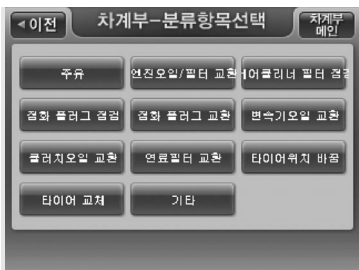 이전
차계부-분류항목선택
차계부
메인
주유
엔진오일/필터 교환
에어클리너 필터 점검
점화 플러그 점검
점화 플러그 교환
변속기오일 교환
클러치오일 교환
연료필터 교환
타이어위치 바꿈
타이어 교체
기타